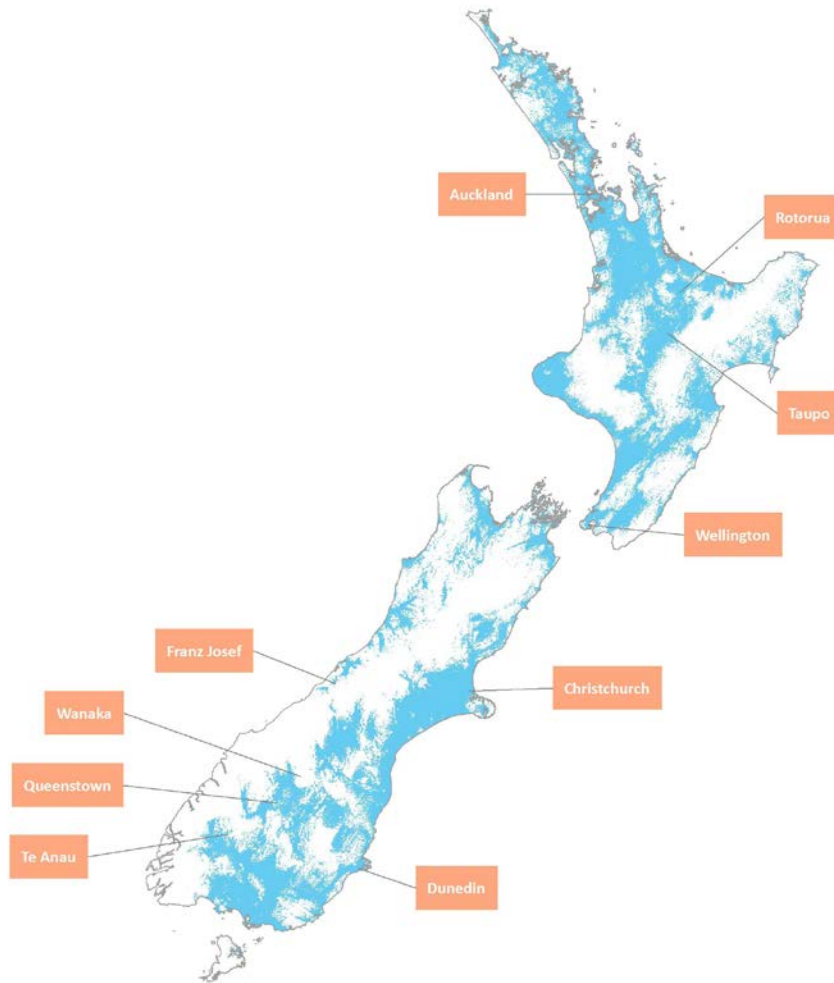 Auckland
Rotorua
Taupo
Wellington
Franz Josef
Christchurch
Wanaka
Queenstown
Te Anau
Dunedin